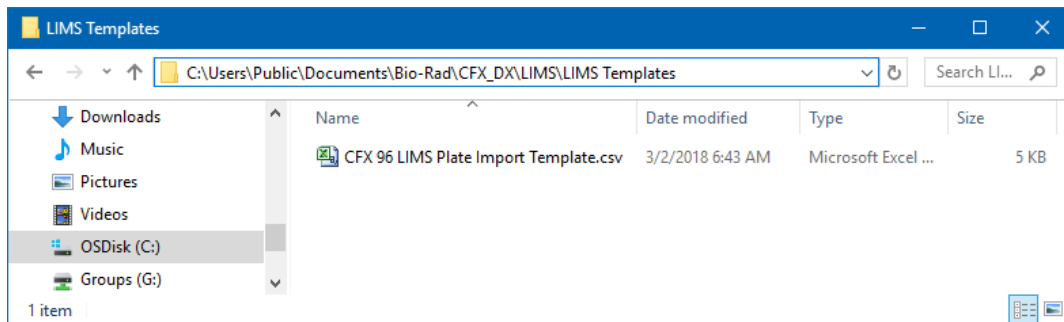 LIMS Templates
C:\Users\Public\Documents\Bio-Rad\CFX_DX\LIMS\LIMS Templates
Search LI...
Downloads
Music
Pictures
Videos
OSDisk (C:)
Groups (G:)
Name Date modified Type Size
CFX 96 LIMS Plate Import Template.csv 3/2/2018 6:43 AM Microsoft Excel ... 5 KB
1 item